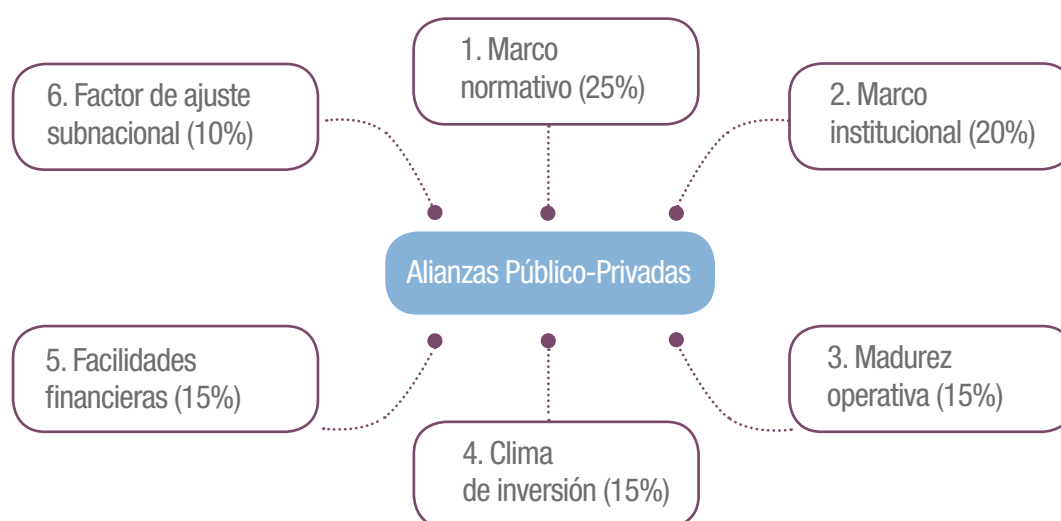 1. Marco
normativo (25%)
2. Marco
institucional (20%)
3. Madurez
operativa (15%)
4. Clima
de inversión (15%)
5. Facilidades
financieras (15%)
6. Factor de ajuste
subnacional (10%)
Alianzas Público-Privadas